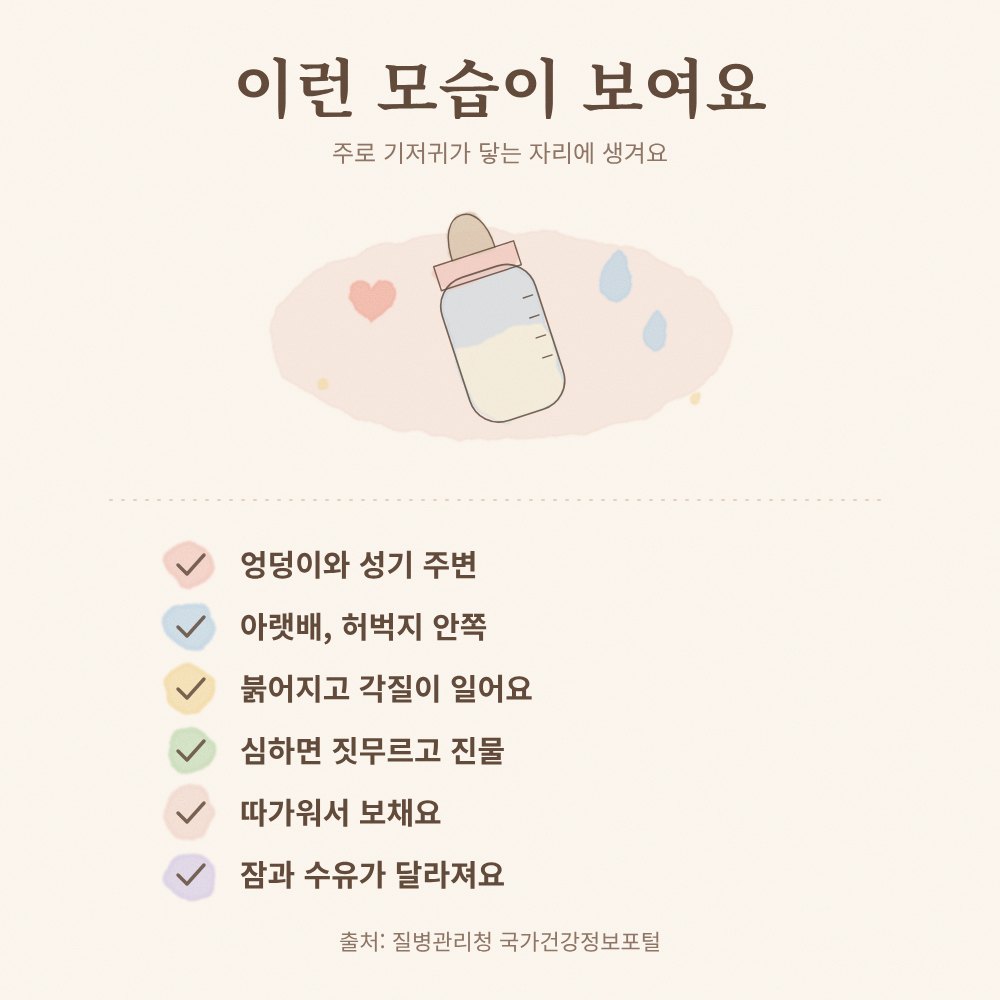 이런 모습이 보여요
주로 기저귀가 닿는 자리에 생겨요
엉덩이와 성기 주변
아랫배, 허벅지 안쪽
붉어지고 각질이 일어요
심하면 짓무르고 진물
따가워서 보채요
잠과 수유가 달라져요
출처: 질병관리청 국가건강정보포털